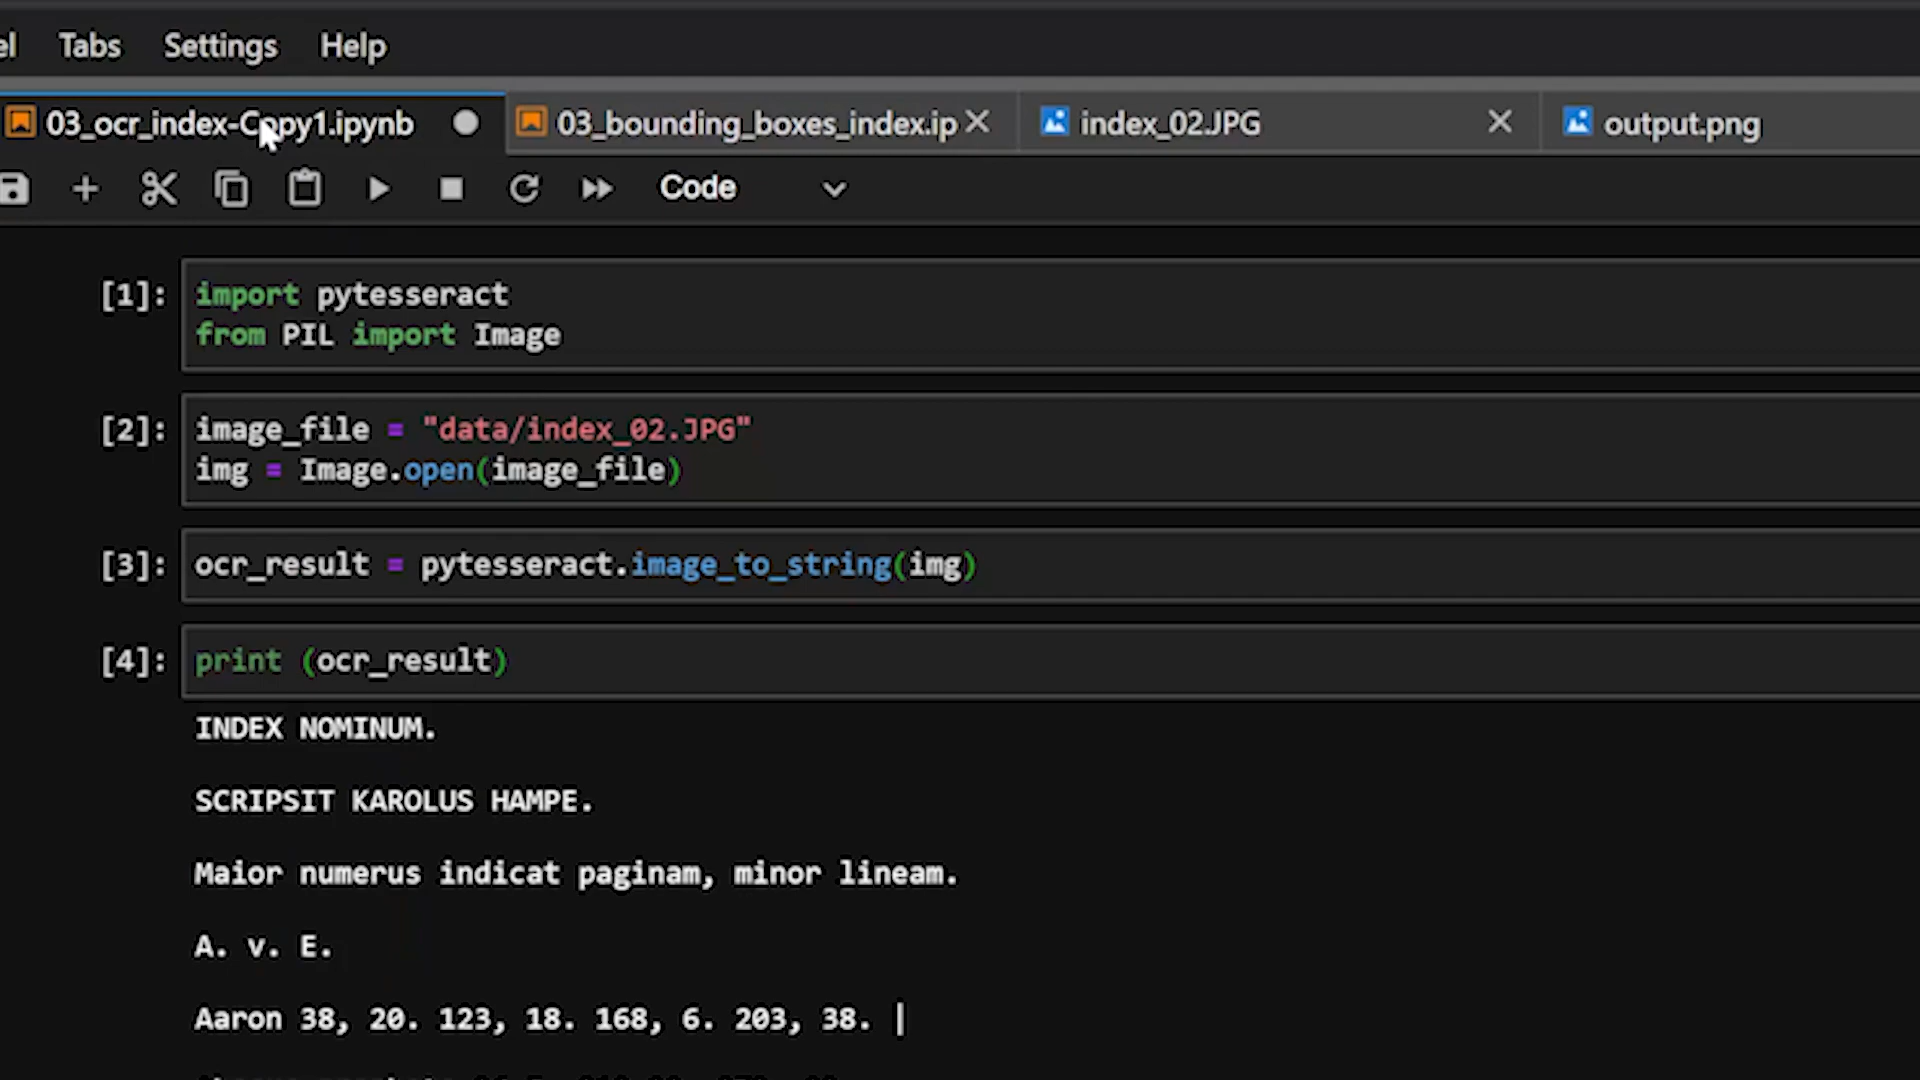 el Tabs Settings Help
03_ocr_index-Copy1.ipynb 03_bounding_boxes_index.ip index_02.JPG output.png
Code
[1]: import pytesseract
from PIL import Image
[2]: image_file = "data/index_02.JPG"
img = Image.open(image_file)
[3]: ocr_result = pytesseract.image_to_string(img)
[4]: print (ocr_result)
INDEX NOMINUM.
SCRIPSIT KAROLUS HAMPE.
Maior numerus indicat paginam, minor lineam.
A. v. E.
Aaron 38, 20. 123, 18. 168, 6. 203, 38. |